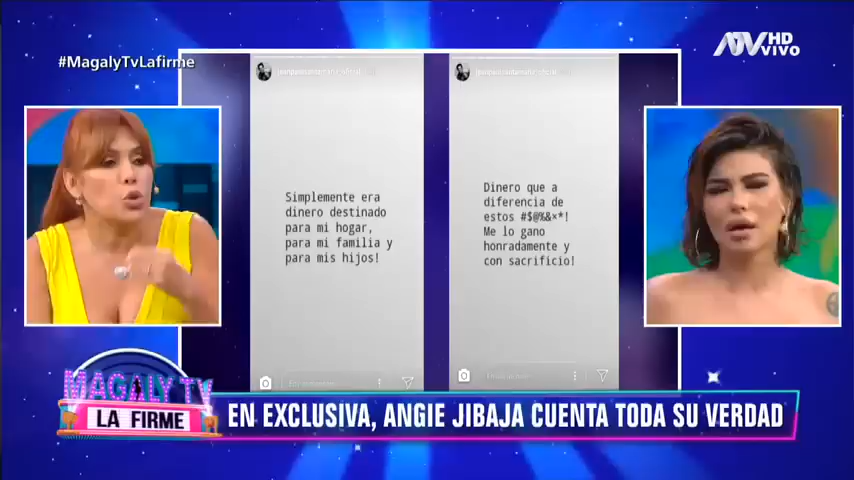 #MagalyTvLafirme
ATV HD
VIVO
Simplemente era
dinero destinado
para mi hogar,
para mi familia y
para mis hijos!
Dinero que a
diferencia de
estos #$@%&×*!
Me lo gano
honradamente y
con sacrificio!
MAGALY TV
LA FIRME
EN EXCLUSIVA, ANGIE JIBAJA CUENTA TODA SU VERDAD